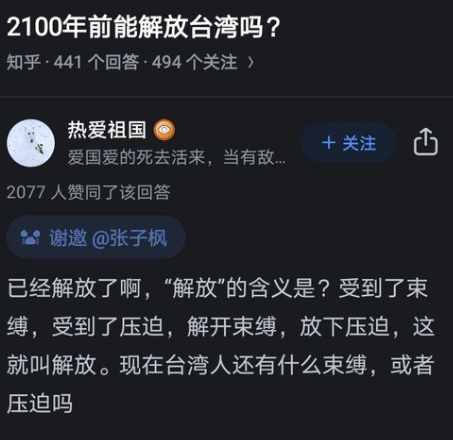 2100年前能解放台湾吗？
知乎 · 441 个回答 · 494 个关注 >
热爱祖国
爱国爱的死去活来，当有敌...
+ 关注
2077 人赞同了该回答
谢邀 @张子枫
已经解放了啊，“解放”的含义是？受到了束
缚，受到了压迫，解开束缚，放下压迫，这
就叫解放。现在台湾人还有什么束缚，或者
压迫吗